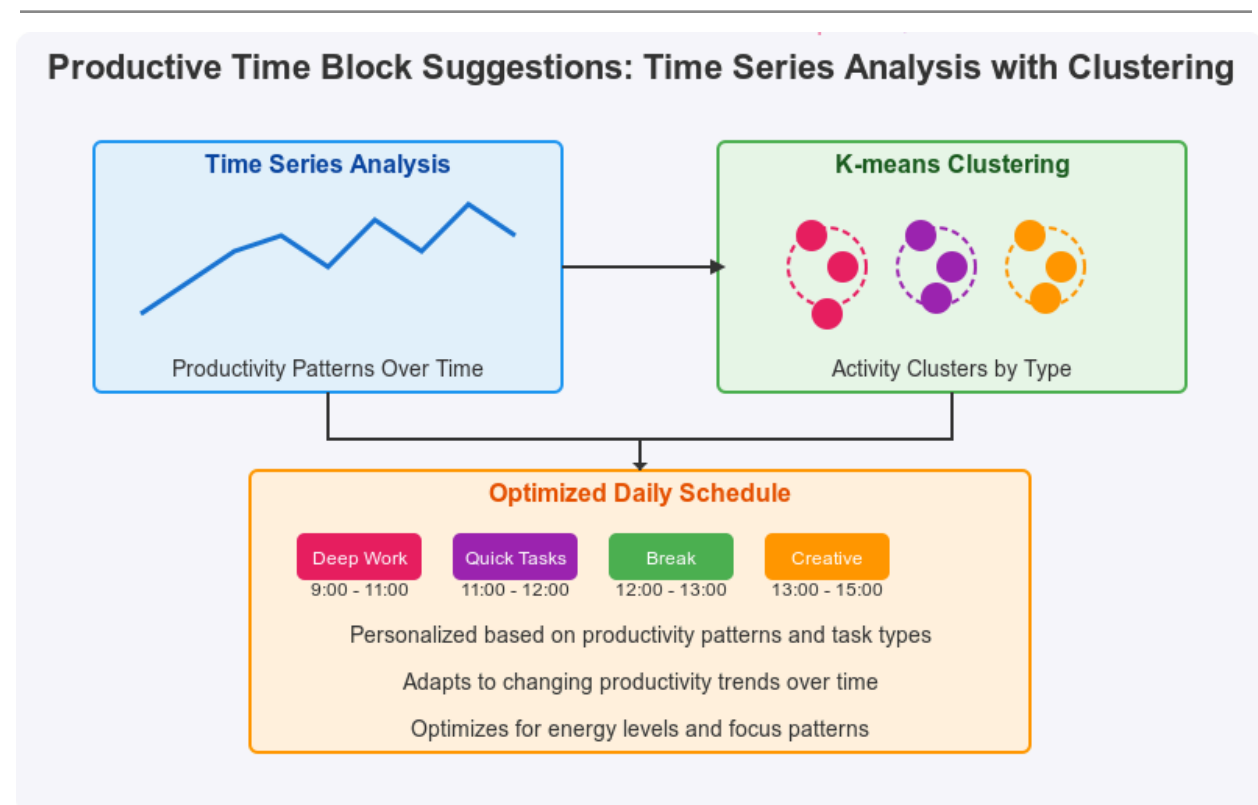 Productive Time Block Suggestions: Time Series Analysis with Clustering
Time Series Analysis
Productivity Patterns Over Time
K-means Clustering
Activity Clusters by Type
Optimized Daily Schedule
Deep Work
9:00 - 11:00
Quick Tasks
11:00 - 12:00
Break
12:00 - 13:00
Creative
13:00 - 15:00
Personalized based on productivity patterns and task types
Adapts to changing productivity trends over time
Optimizes for energy levels and focus patterns